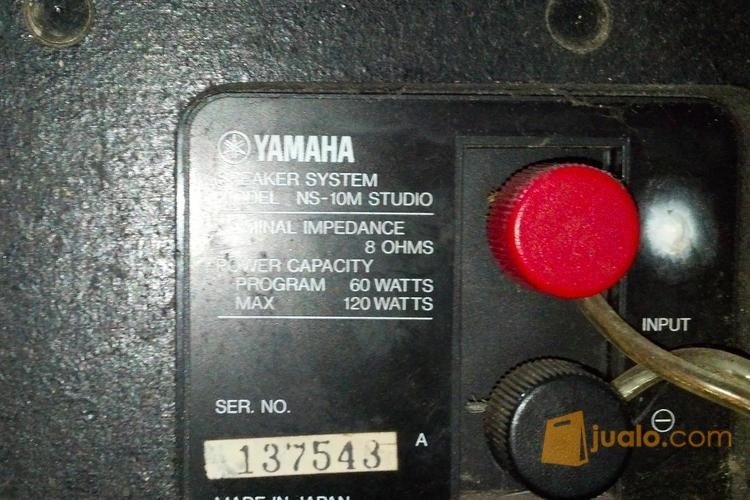 YAMAHA
SPEAKER SYSTEM
MODEL NS-10M STUDIO
NOMINAL IMPEDANCE
8 OHMS
POWER CAPACITY
PROGRAM 60 WATTS
MAX 120 WATTS
INPUT
SER. NO.
137543 A
MADE IN JAPAN
jualo.com